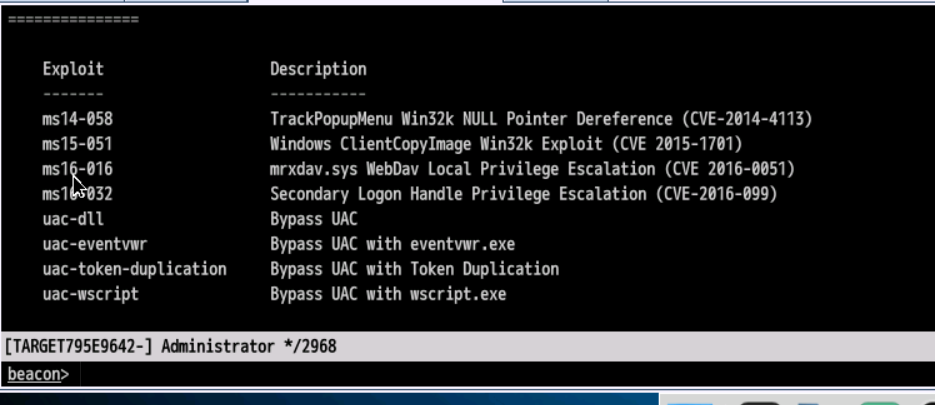 ===============
Exploit Description
------- -----------
ms14-058 TrackPopupMenu Win32k NULL Pointer Dereference (CVE-2014-4113)
ms15-051 Windows ClientCopyImage Win32k Exploit (CVE 2015-1701)
ms16-016 mrxdav.sys WebDav Local Privilege Escalation (CVE 2016-0051)
ms16-032 Secondary Logon Handle Privilege Escalation (CVE-2016-099)
uac-dll Bypass UAC
uac-eventvwr Bypass UAC with eventvwr.exe
uac-token-duplication Bypass UAC with Token Duplication
uac-wscript Bypass UAC with wscript.exe
[TARGET795E9642-] Administrator */2968
beacon>